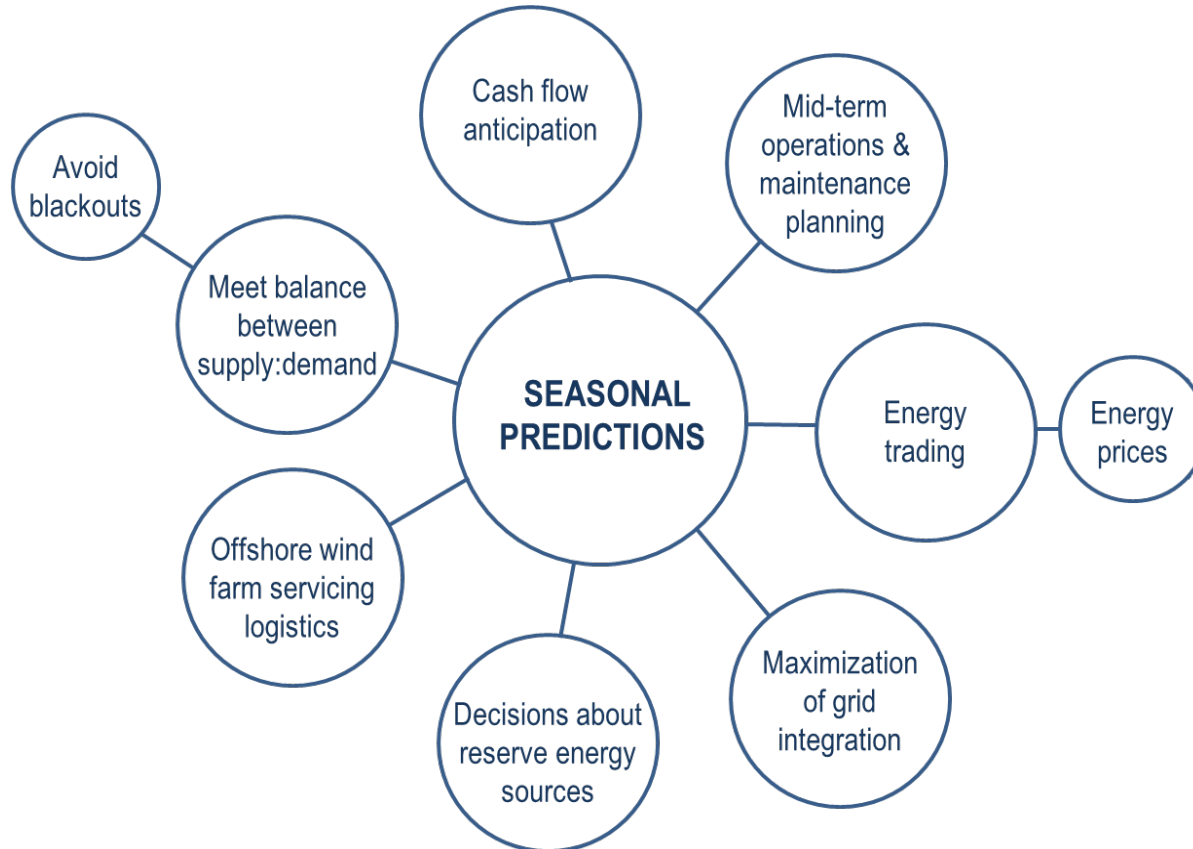 Cash flow
anticipation
Mid-term
operations &
maintenance
planning
Avoid
blackouts
Meet balance
between
supply:demand
SEASONAL
PREDICTIONS
Energy
trading
Energy
prices
Offshore wind
farm servicing
logistics
Decisions about
reserve energy
sources
Maximization
of grid
integration